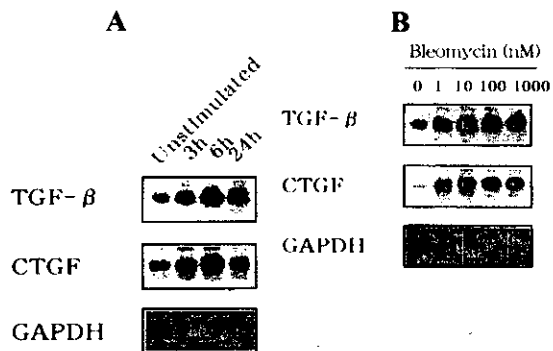 A
Unstimulated
3h
6h
24h
TGF-β
CTGF
GAPDH
B
Bleomycin (nM)
0 1 10 100 1000
TGF-β
CTGF
GAPDH